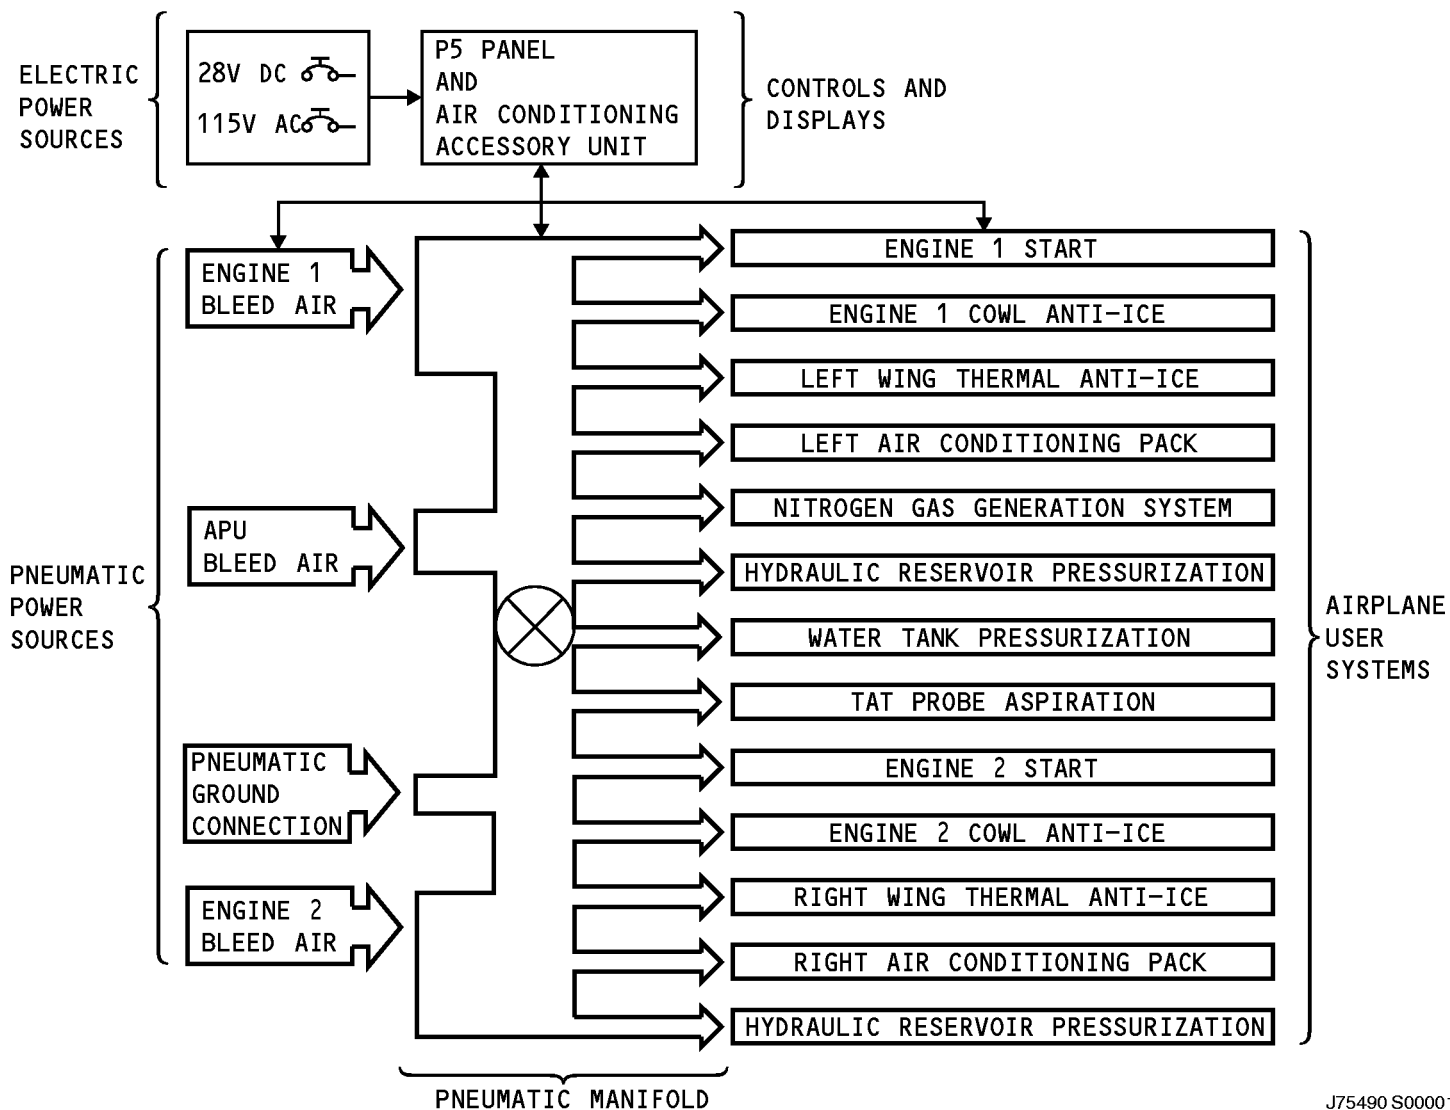 ELECTRIC
POWER
SOURCES
28V DC
115V AC
P5 PANEL
AND
AIR CONDITIONING
ACCESSORY UNIT
CONTROLS AND
DISPLAYS
PNEUMATIC
POWER
SOURCES
ENGINE 1
BLEED AIR
APU
BLEED AIR
PNEUMATIC
GROUND
CONNECTION
ENGINE 2
BLEED AIR
ENGINE 1 START
ENGINE 1 COWL ANTI-ICE
LEFT WING THERMAL ANTI-ICE
LEFT AIR CONDITIONING PACK
NITROGEN GAS GENERATION SYSTEM
HYDRAULIC RESERVOIR PRESSURIZATION
WATER TANK PRESSURIZATION
TAT PROBE ASPIRATION
ENGINE 2 START
ENGINE 2 COWL ANTI-ICE
RIGHT WING THERMAL ANTI-ICE
RIGHT AIR CONDITIONING PACK
HYDRAULIC RESERVOIR PRESSURIZATION
AIRPLANE
USER
SYSTEMS
PNEUMATIC MANIFOLD
J75490 S0000